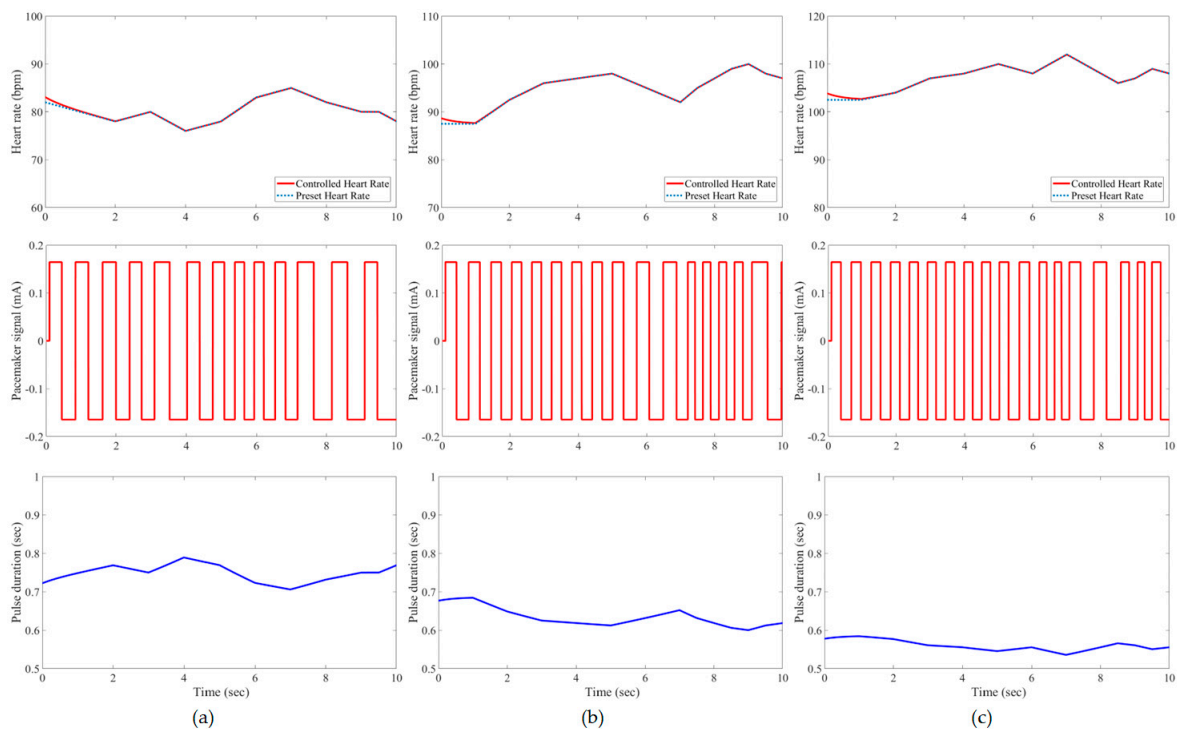 100
90
80
70
60
Heart rate (bpm)
Controlled Heart Rate
Preset Heart Rate
0 2 4 6 8 10
110
100
90
80
70
Heart rate (bpm)
Controlled Heart Rate
Preset Heart Rate
0 2 4 6 8 10
120
110
100
90
80
Heart rate (bpm)
Controlled Heart Rate
Preset Heart Rate
0 2 4 6 8 10
0.2
0.1
0
-0.1
-0.2
Pacemaker signal (mA)
0 2 4 6 8 10
0.2
0.1
0
-0.1
-0.2
Pacemaker signal (mA)
0 2 4 6 8 10
0.2
0.1
0
-0.1
-0.2
Pacemaker signal (mA)
0 2 4 6 8 10
1
0.9
0.8
0.7
0.6
0.5
Pulse duration (sec)
0 2 4 6 8 10
Time (sec)
1
0.9
0.8
0.7
0.6
0.5
Pulse duration (sec)
0 2 4 6 8 10
Time (sec)
1
0.9
0.8
0.7
0.6
0.5
Pulse duration (sec)
0 2 4 6 8 10
Time (sec)
(a)
(b)
(c)